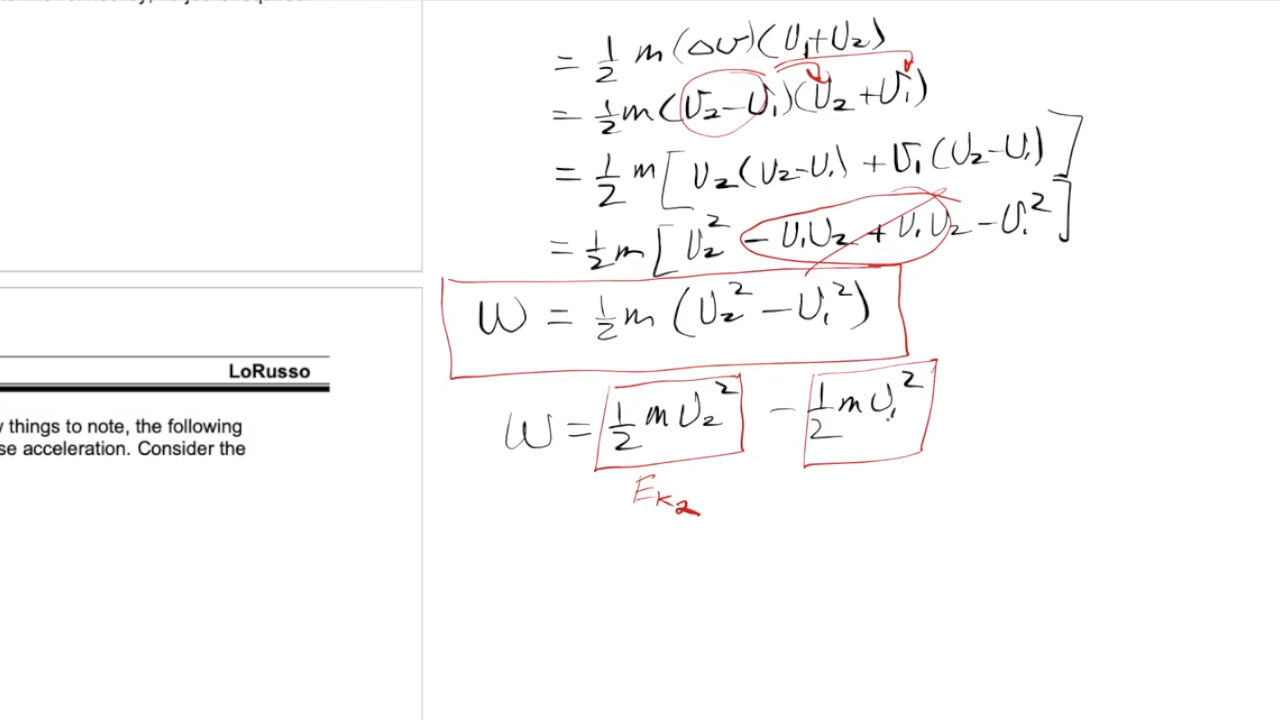 = 1/2 m (Δv)(v₁+v₂)
= 1/2 m (v₂-v₁)(v₂+v₁)
= 1/2 m [v₂(v₂-v₁) + v₁(v₂-v₁)]
= 1/2 m [v₂² - v₁v₂ + v₁v₂ - v₁²]
W = 1/2 m (v₂² - v₁²)
LoRusso
W = 1/2 m v₂² - 1/2 m v₁²
things to note, the following
acceleration. Consider the
Eₖ₂